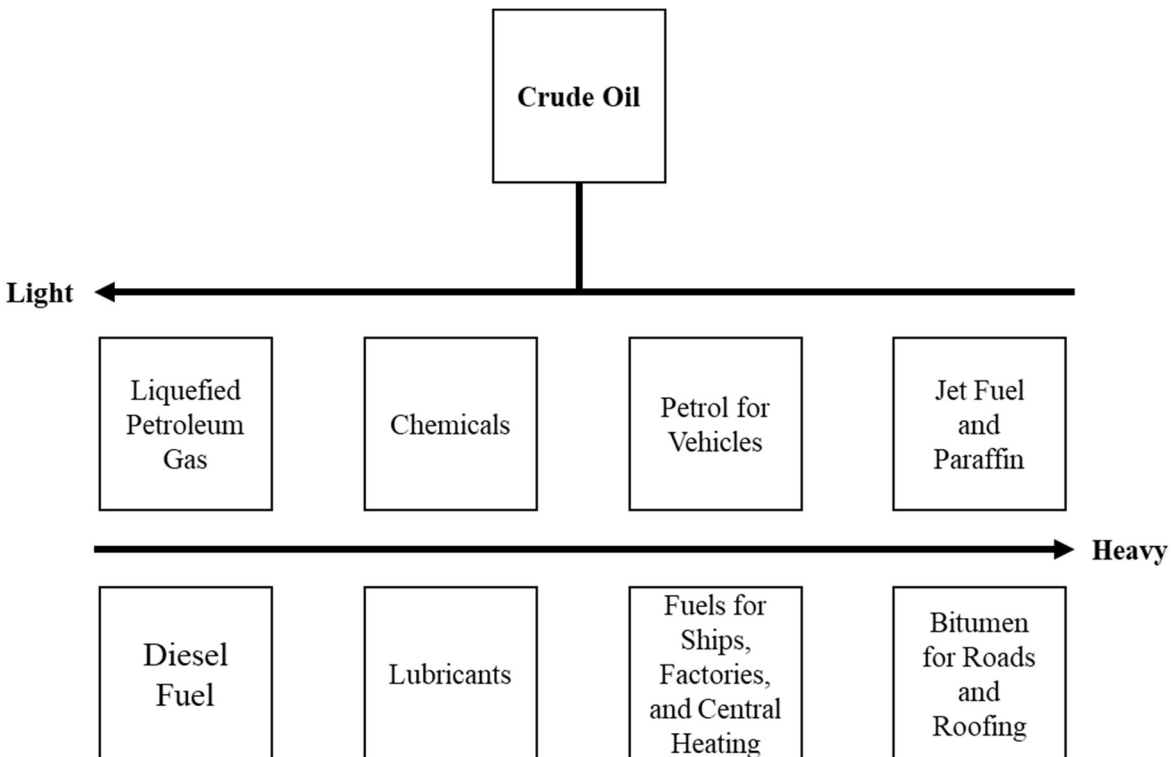 Crude Oil
Light
Liquefied
Petroleum
Gas
Chemicals
Petrol for
Vehicles
Jet Fuel
and
Paraffin
Heavy
Diesel
Fuel
Lubricants
Fuels for
Ships,
Factories,
and Central
Heating
Bitumen
for Roads
and
Roofing